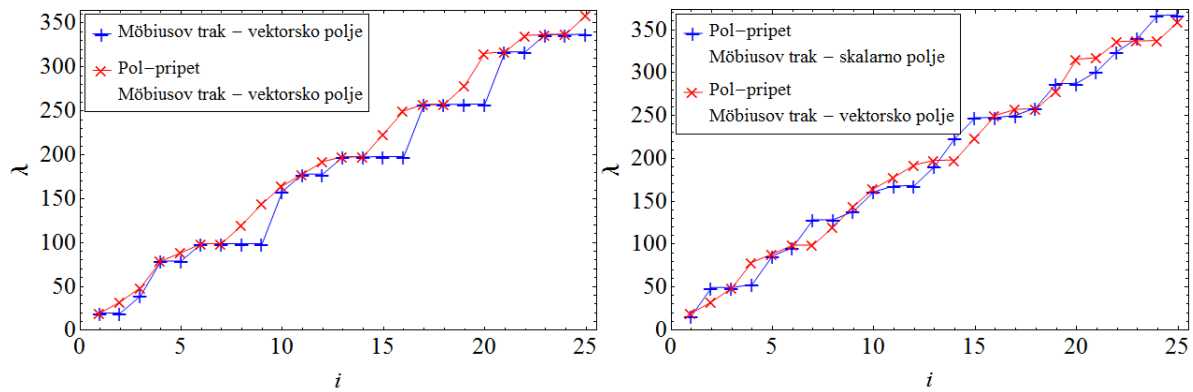 350
300
250
200
150
100
50
0
λ
Möbiusov trak − vektorsko polje
Pol−pripet
Möbiusov trak − vektorsko polje
0 5 10 15 20 25
i
350
300
250
200
150
100
50
0
λ
Pol−pripet
Möbiusov trak − skalarno polje
Pol−pripet
Möbiusov trak − vektorsko polje
0 5 10 15 20 25
i